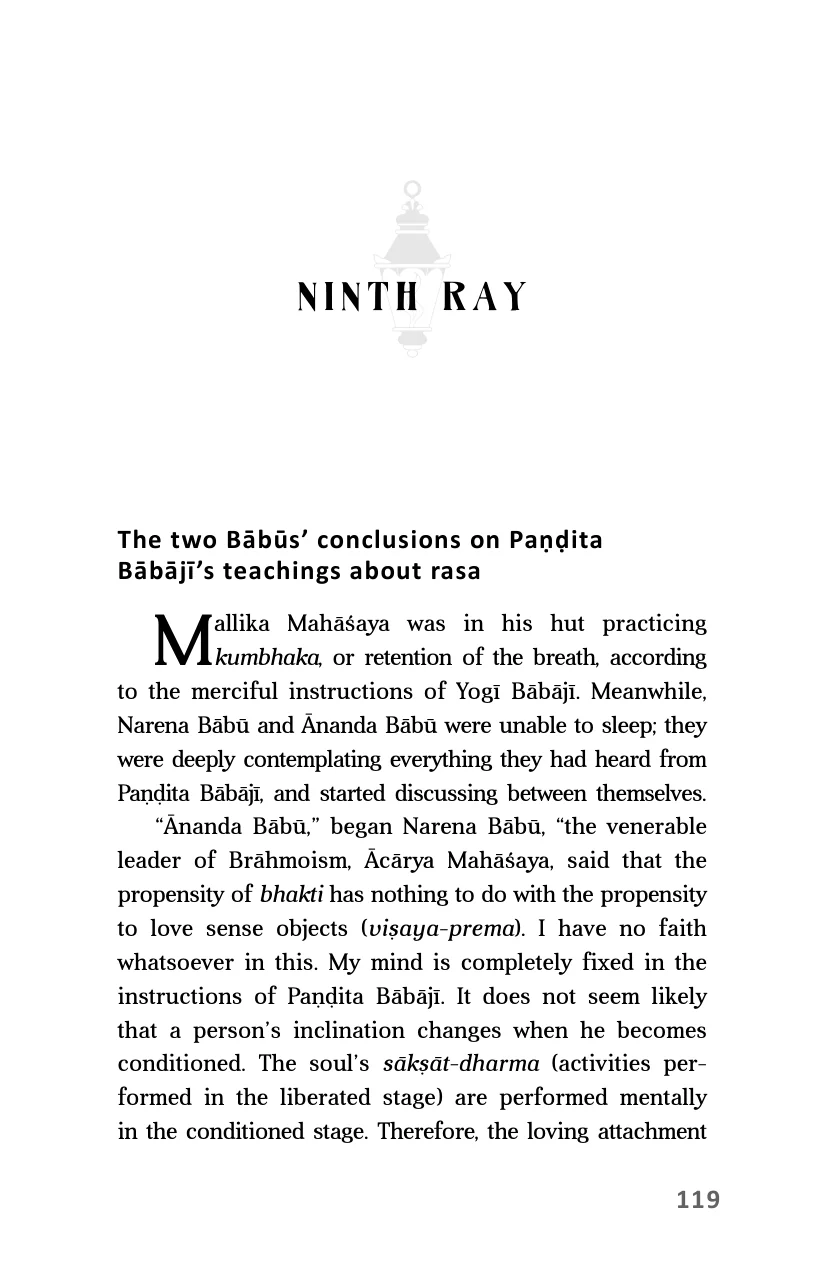 NINTH RAY
The two Bābūs’ conclusions on Paṇḍita
Bābājī’s teachings about rasa
Mallika Mahāśaya was in his hut practicing
kumbhaka, or retention of the breath, according
to the merciful instructions of Yogī Bābājī. Meanwhile,
Narena Bābū and Ānanda Bābū were unable to sleep; they
were deeply contemplating everything they had heard from
Paṇḍita Bābājī, and started discussing between themselves.
“Ānanda Bābū,” began Narena Bābū, “the venerable
leader of Brāhmoism, Ācārya Mahāśaya, said that the
propensity of bhakti has nothing to do with the propensity
to love sense objects (viṣaya-prema). I have no faith
whatsoever in this. My mind is completely fixed in the
instructions of Paṇḍita Bābājī. It does not seem likely
that a person’s inclination changes when he becomes
conditioned. The soul’s sākṣāt-dharma (activities per-
formed in the liberated stage) are performed mentally
in the conditioned stage. Therefore, the loving attachment
119